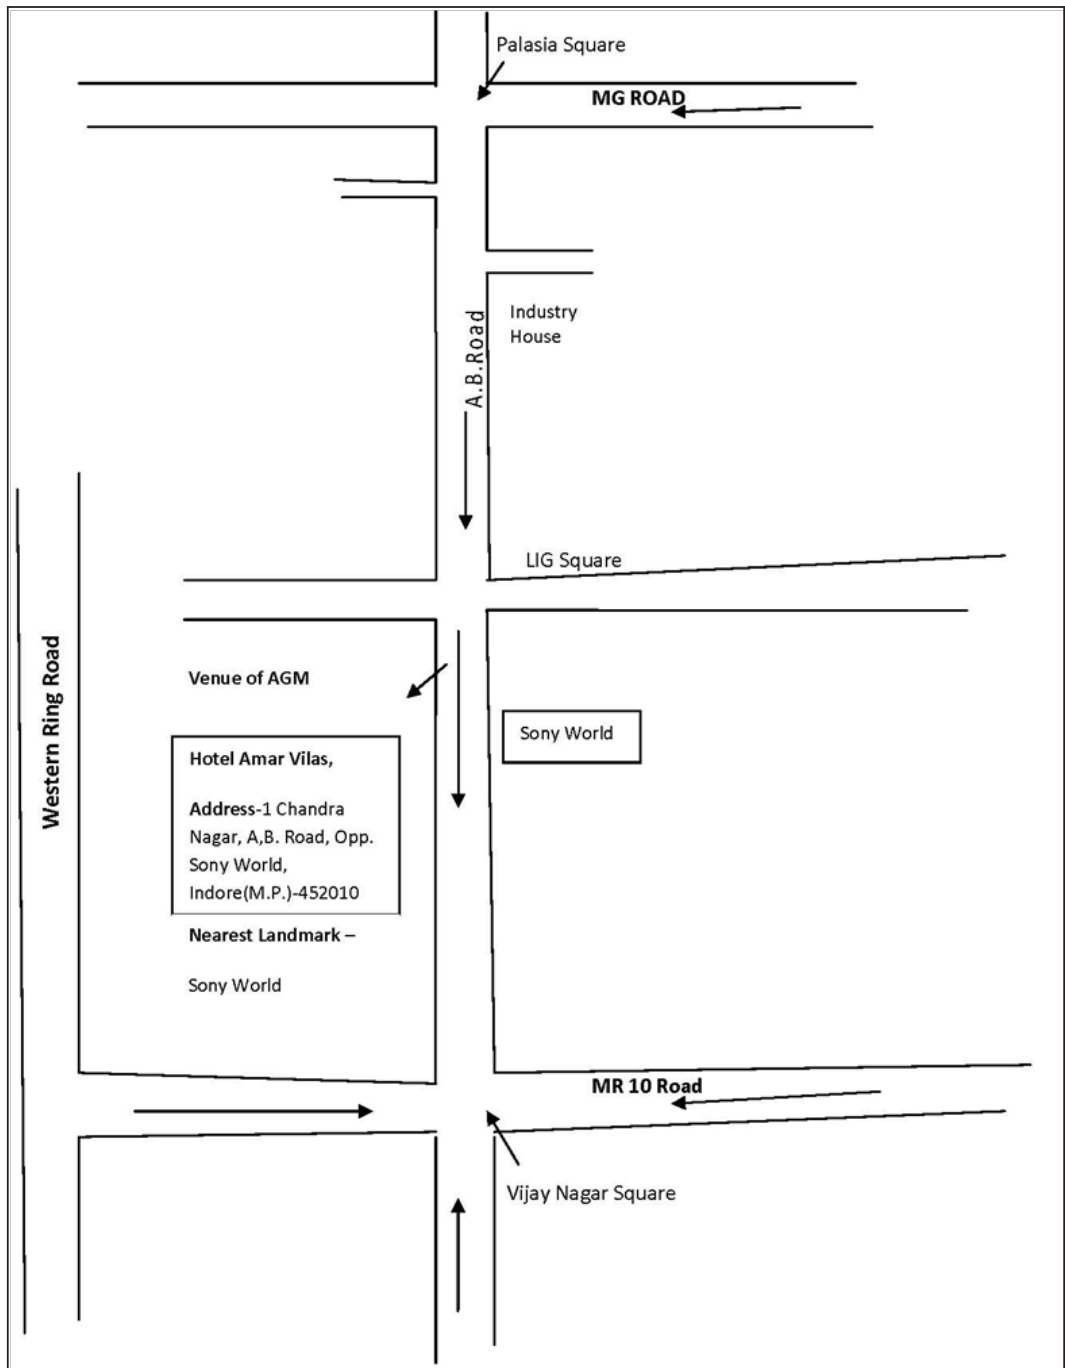 Palasia Square
MG ROAD
Industry
House
A.B.Road
LIG Square
Western Ring Road
Venue of AGM
Sony World
Hotel Amar Vilas,
Address-1 Chandra
Nagar, A,B. Road, Opp.
Sony World,
Indore(M.P.)-452010
Nearest Landmark –
Sony World
MR 10 Road
Vijay Nagar Square